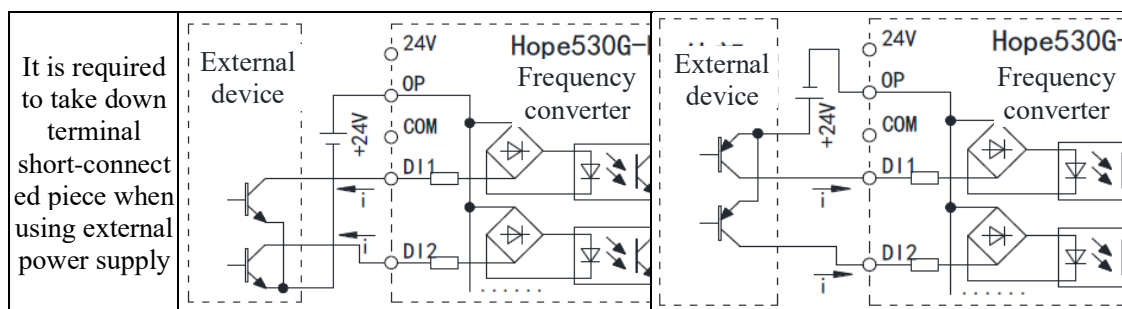 It is required
to take down
terminal
short-connect
ed piece when
using external
power supply
External
device
24V
OP
COM
DI1
DI2
+24V
i
i
Hope530G-
Frequency
converter
......
External
device
24V
OP
COM
DI1
DI2
+24V
i
i
Hope530G-
Frequency
converter
......